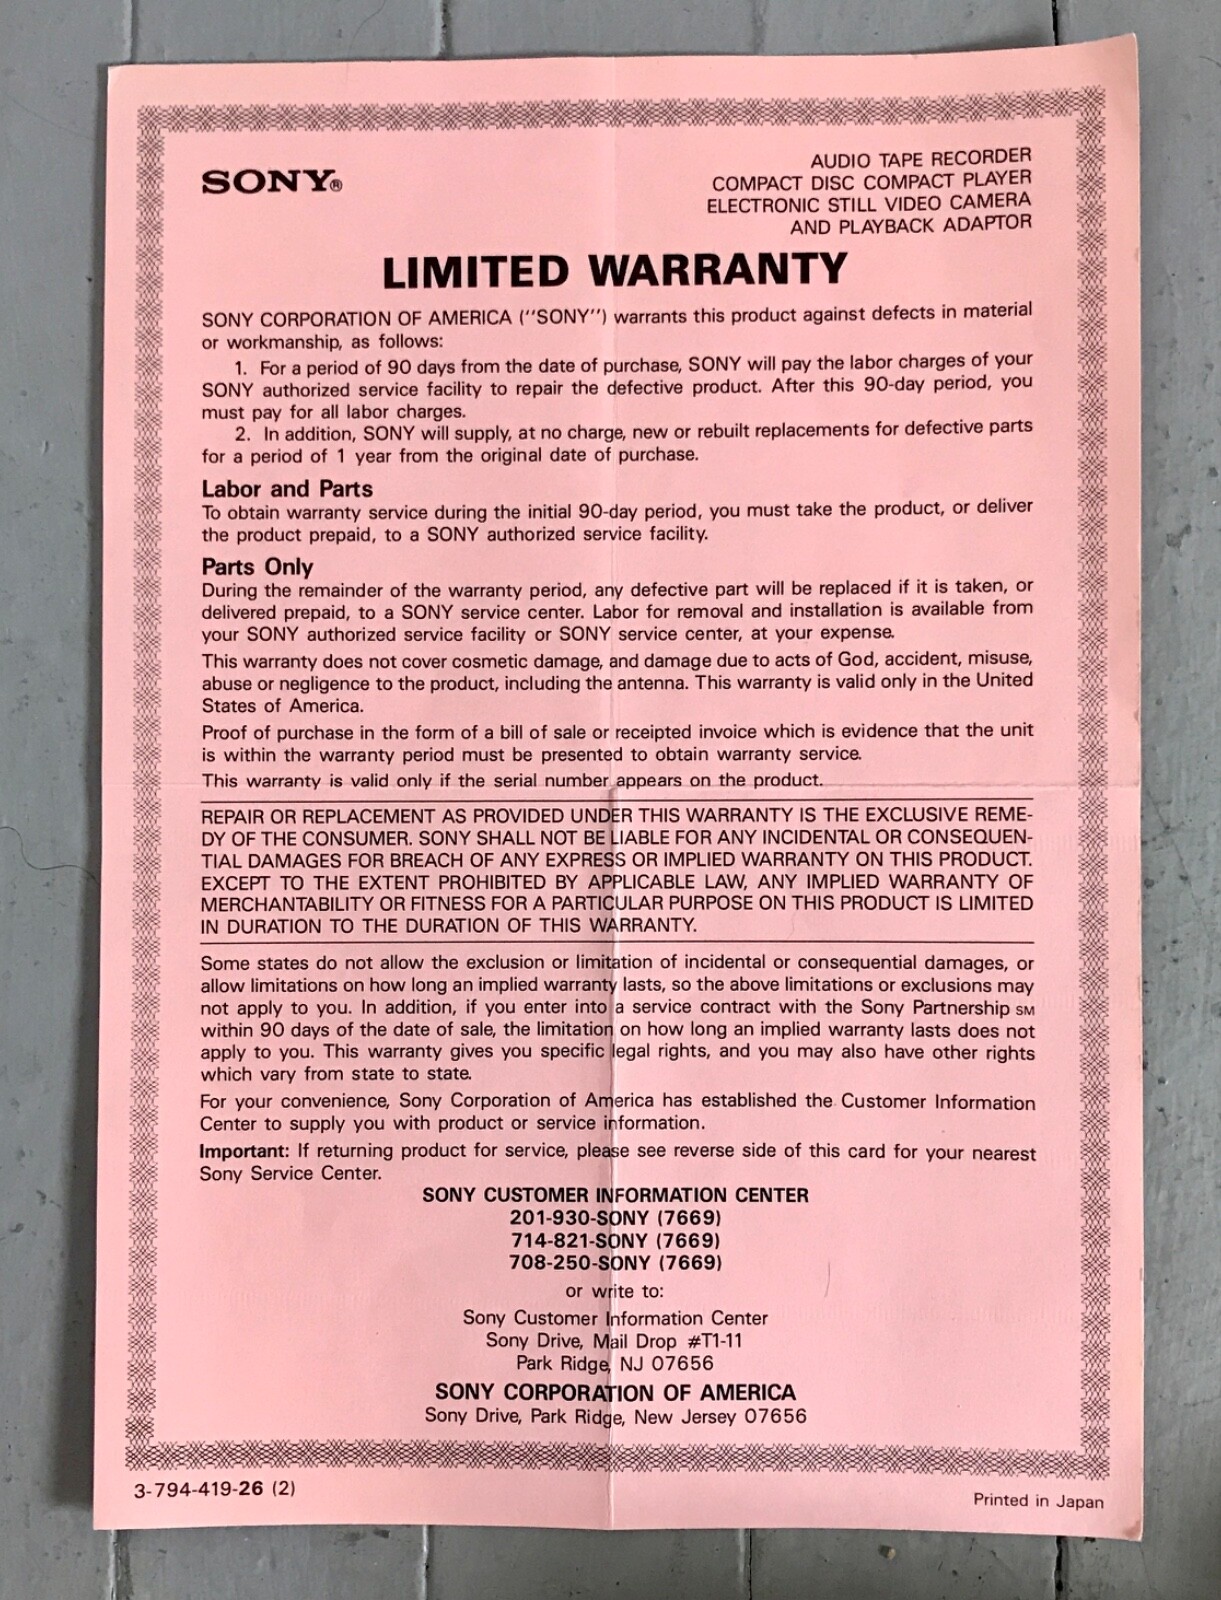 SONY®
AUDIO TAPE RECORDER
COMPACT DISC COMPACT PLAYER
ELECTRONIC STILL VIDEO CAMERA
AND PLAYBACK ADAPTOR
LIMITED WARRANTY
SONY CORPORATION OF AMERICA (''SONY'') warrants this product against defects in material
or workmanship, as follows:
1. For a period of 90 days from the date of purchase, SONY will pay the labor charges of your
SONY authorized service facility to repair the defective product. After this 90-day period, you
must pay for all labor charges.
2. In addition, SONY will supply, at no charge, new or rebuilt replacements for defective parts
for a period of 1 year from the original date of purchase.
Labor and Parts
To obtain warranty service during the initial 90-day period, you must take the product, or deliver
the product prepaid, to a SONY authorized service facility.
Parts Only
During the remainder of the warranty period, any defective part will be replaced if it is taken, or
delivered prepaid, to a SONY service center. Labor for removal and installation is available from
your SONY authorized service facility or SONY service center, at your expense.
This warranty does not cover cosmetic damage, and damage due to acts of God, accident, misuse,
abuse or negligence to the product, including the antenna. This warranty is valid only in the United
States of America.
Proof of purchase in the form of a bill of sale or receipted invoice which is evidence that the unit
is within the warranty period must be presented to obtain warranty service.
This warranty is valid only if the serial number appears on the product.
REPAIR OR REPLACEMENT AS PROVIDED UNDER THIS WARRANTY IS THE EXCLUSIVE REME-
DY OF THE CONSUMER. SONY SHALL NOT BE LIABLE FOR ANY INCIDENTAL OR CONSEQUEN-
TIAL DAMAGES FOR BREACH OF ANY EXPRESS OR IMPLIED WARRANTY ON THIS PRODUCT.
EXCEPT TO THE EXTENT PROHIBITED BY APPLICABLE LAW, ANY IMPLIED WARRANTY OF
MERCHANTABILITY OR FITNESS FOR A PARTICULAR PURPOSE ON THIS PRODUCT IS LIMITED
IN DURATION TO THE DURATION OF THIS WARRANTY.
Some states do not allow the exclusion or limitation of incidental or consequential damages, or
allow limitations on how long an implied warranty lasts, so the above limitations or exclusions may
not apply to you. In addition, if you enter into a service contract with the Sony Partnership SM
within 90 days of the date of sale, the limitation on how long an implied warranty lasts does not
apply to you. This warranty gives you specific legal rights, and you may also have other rights
which vary from state to state.
For your convenience, Sony Corporation of America has established the Customer Information
Center to supply you with product or service information.
Important: If returning product for service, please see reverse side of this card for your nearest
Sony Service Center.
SONY CUSTOMER INFORMATION CENTER
201-930-SONY (7669)
714-821-SONY (7669)
708-250-SONY (7669)
or write to:
Sony Customer Information Center
Sony Drive, Mail Drop #T1-11
Park Ridge, NJ 07656
SONY CORPORATION OF AMERICA
Sony Drive, Park Ridge, New Jersey 07656
3-794-419-26 (2)
Printed in Japan